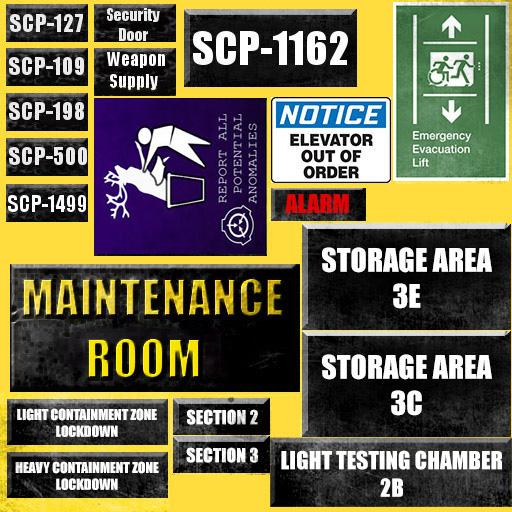 SCP-127
SCP-109
SCP-198
SCP-500
SCP-1499
Security
Door
Weapon
Supply
SCP-1162
REPORT ALL
POTENTIAL
ANOMALIES
NOTICE
ELEVATOR
OUT OF
ORDER
ALARM
Emergency
Evacuation
Lift
STORAGE AREA
3E
MAINTENANCE
ROOM
STORAGE AREA
3C
LIGHT CONTAINMENT ZONE
LOCKDOWN
HEAVY CONTAINMENT ZONE
LOCKDOWN
SECTION 2
SECTION 3
LIGHT TESTING CHAMBER
2B